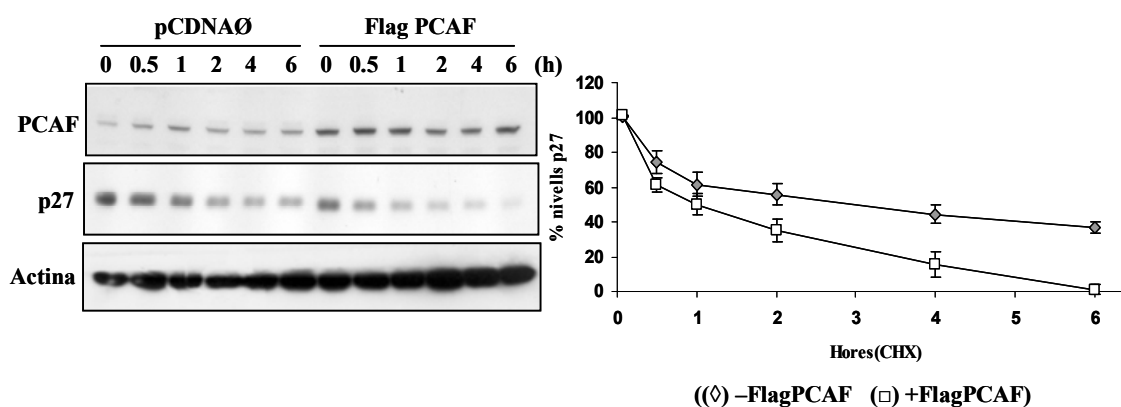 pCDNAØ Flag PCAF
0 0.5 1 2 4 6 0 0.5 1 2 4 6 (h)
PCAF
p27
Actina
% nivells p27
120
100
80
60
40
20
0
0 1 2 3 4 5 6
Hores(CHX)
((◊) –FlagPCAF (□) +FlagPCAF)